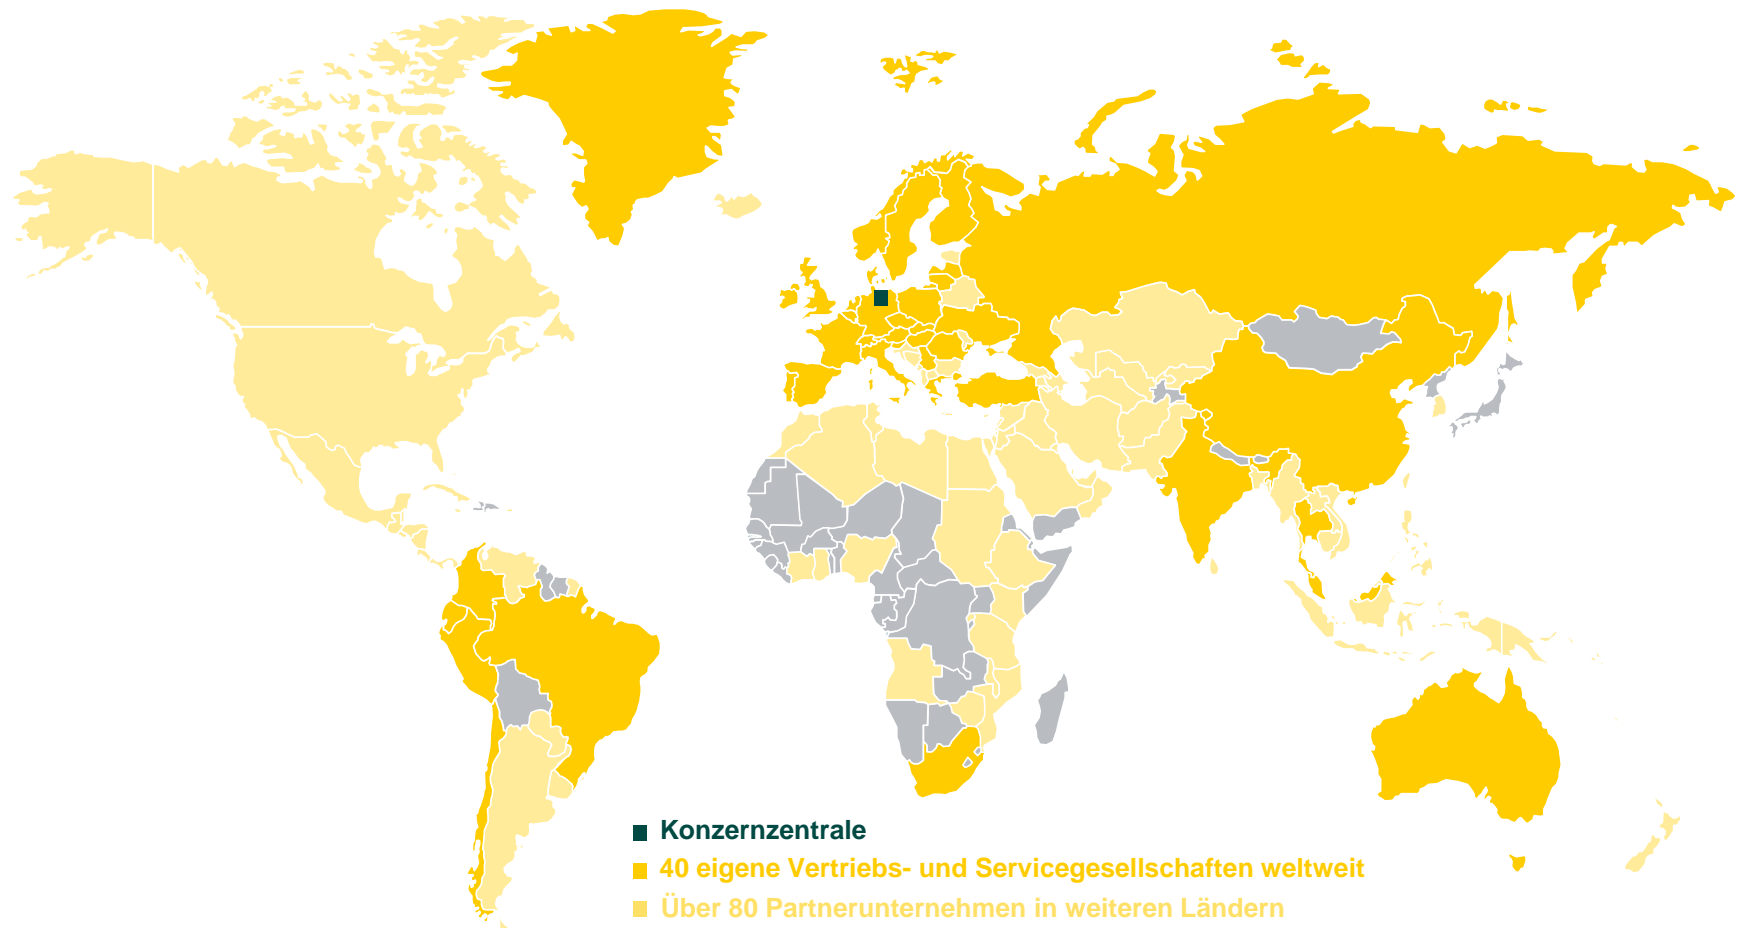 Konzernzentrale
40 eigene Vertriebs- und Servicegesellschaften weltweit
Über 80 Partnerunternehmen in weiteren Ländern